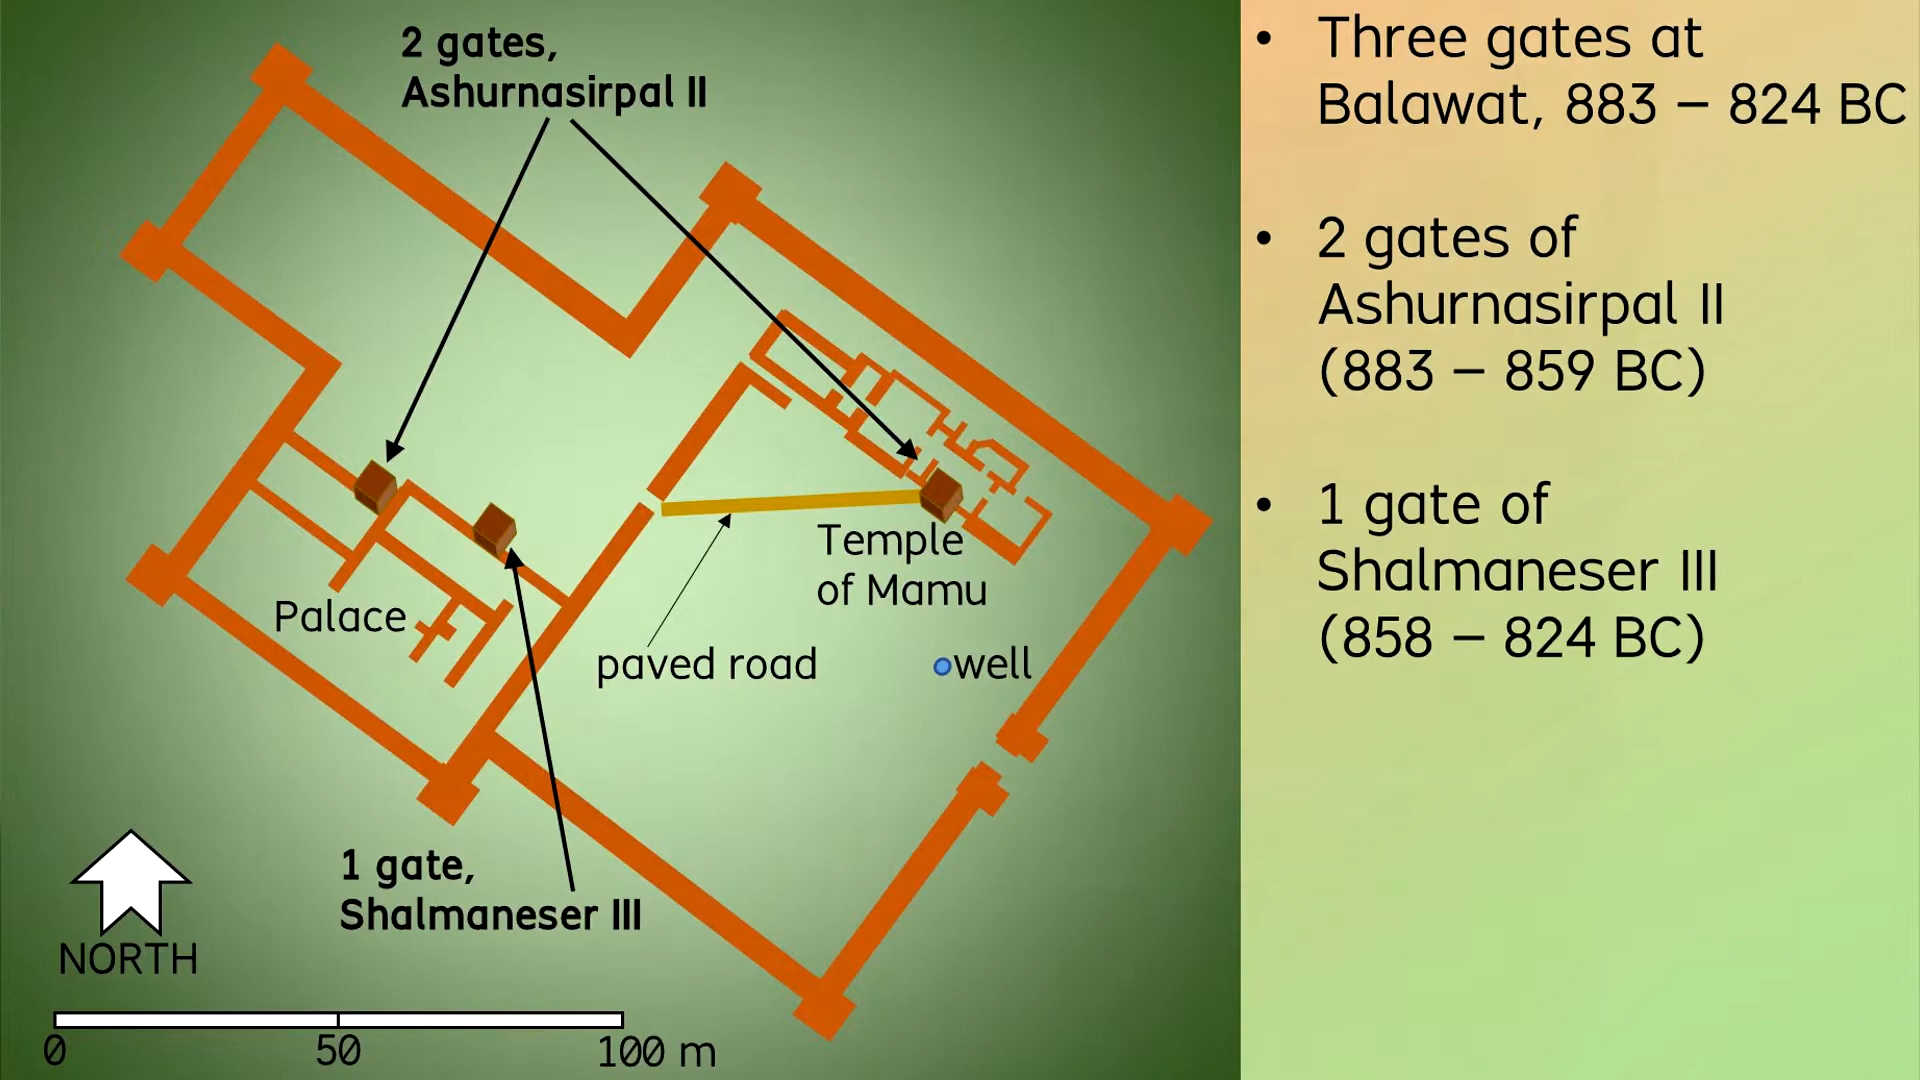 2 gates,
Ashurnasirpal II
Palace
Temple
of Mamu
paved road
well
1 gate,
Shalmaneser III
NORTH
0 50 100 m
• Three gates at
Balawat, 883 – 824 BC
• 2 gates of
Ashurnasirpal II
(883 – 859 BC)
• 1 gate of
Shalmaneser III
(858 – 824 BC)